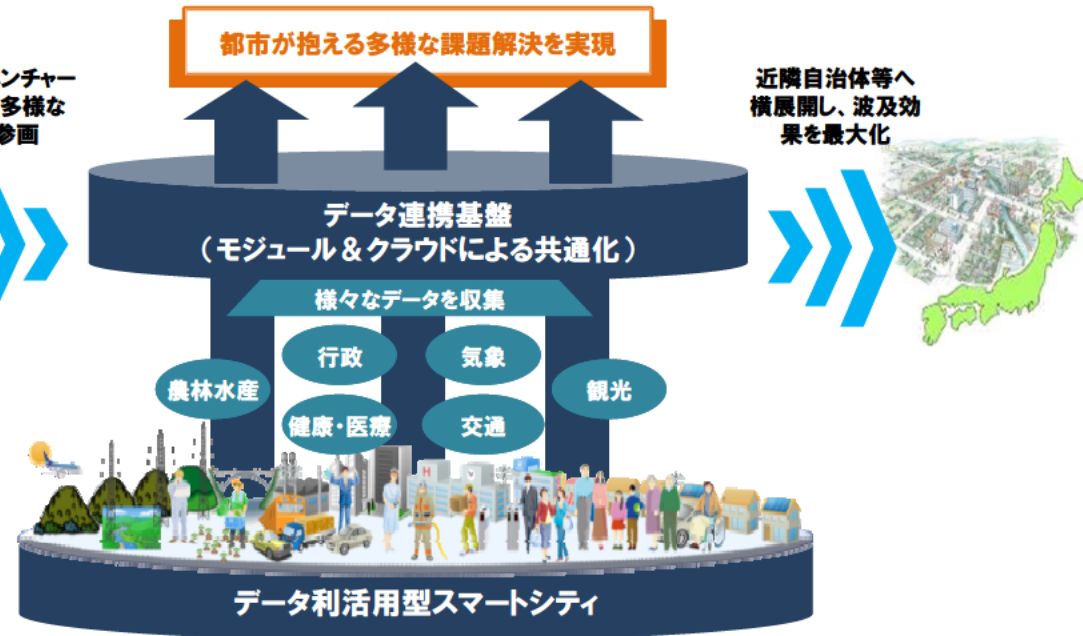 都市が抱える多様な課題解決を実現
ンチャー
多様な
参画
近隣自治体等へ
横展開し、波及効
果を最大化
データ連携基盤
（モジュール＆クラウドによる共通化）
様々なデータを収集
行政
気象
農林水産
観光
健康・医療
交通
H
データ利活用型スマートシティ